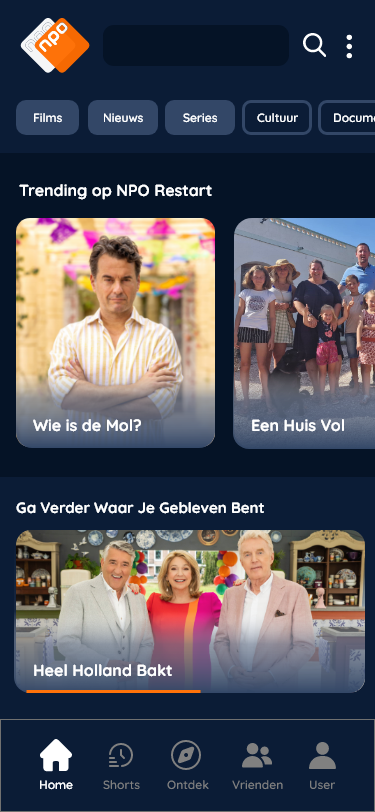 npo
Films
Nieuws
Series
Cultuur
Docume
Trending op NPO Restart
Wie is de Mol?
Een Huis Vol
Ga Verder Waar Je Gebleven Bent
Heel Holland Bakt
Home
Shorts
Ontdek
Vrienden
User